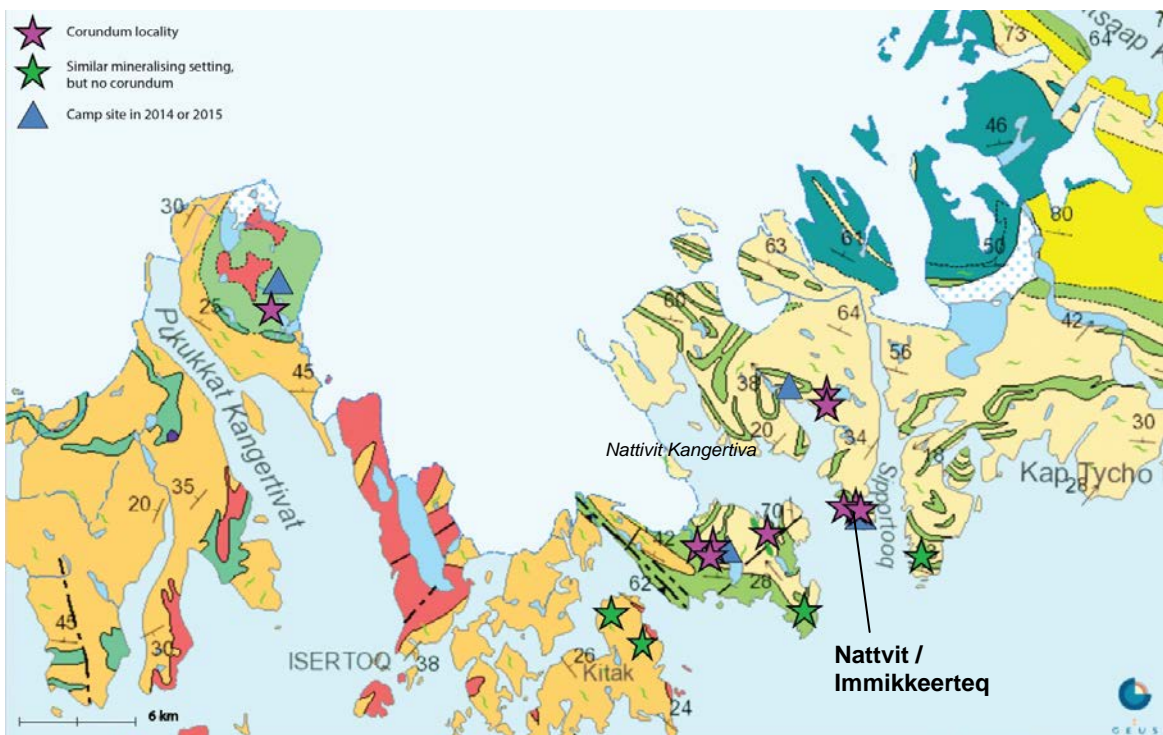 Corundum locality
Similar mineralising setting,
but no corundum
Camp site in 2014 or 2015
73
64
46
30
63
61
50
80
25
60
64
42
45
56
Pukukkat Kangertivat
38
20
34
30
Nattivit Kangertiva
18
Kap Tycho
28
35
20
Sipportooq
70
42
62
28
45
30
ISERTOQ
38
26
Kitak
24
Nattvit /
Immikkeerteq
6 km
GEUS